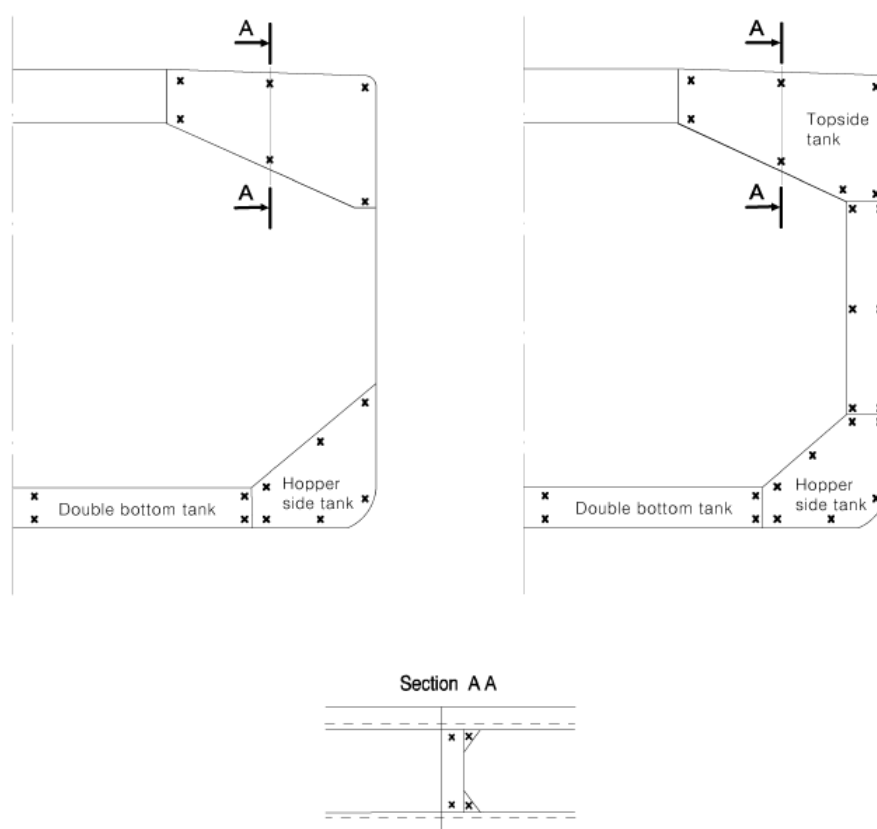 A
A
Topside
tank
A
A
Hopper
side tank
Double bottom tank
Hopper
side tank
Double bottom tank
Section A A